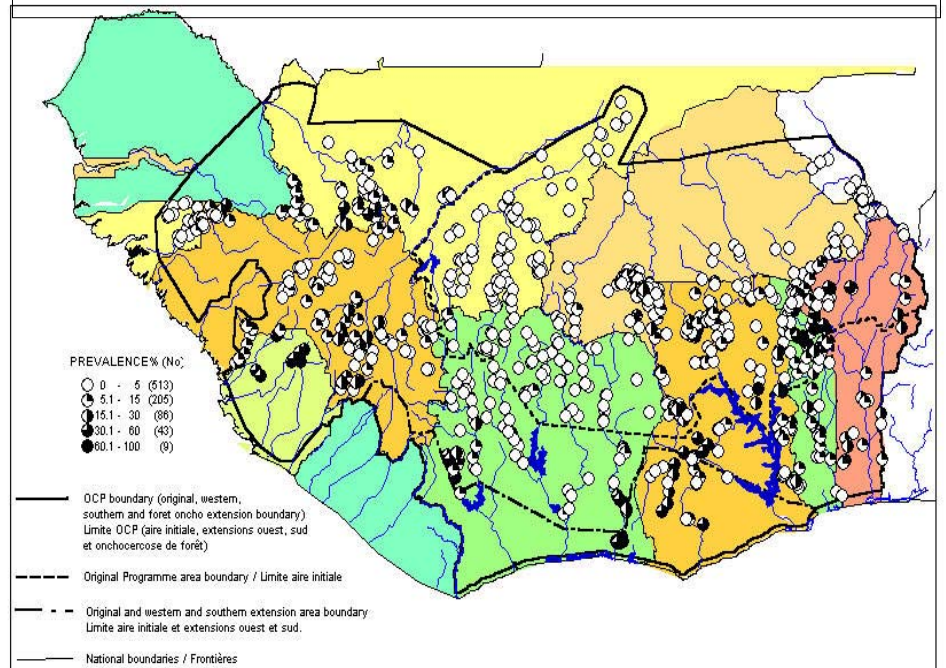 PREVALENCE% (No)
0 - 5 (513)
5.1 - 15 (205)
15.1 - 30 (86)
30.1 - 60 (43)
60.1 - 100 (9)
OCP boundary (original, western,
southern and foret oncho extension boundary)
Limite OCP (aire initiale, extensions ouest, sud
et onchocercose de forêt)
Original Programme area boundary / Limite aire initiale
Original and western and southern extension area boundary
Limite aire initiale et extensions ouest et sud.
National boundaries / Frontières